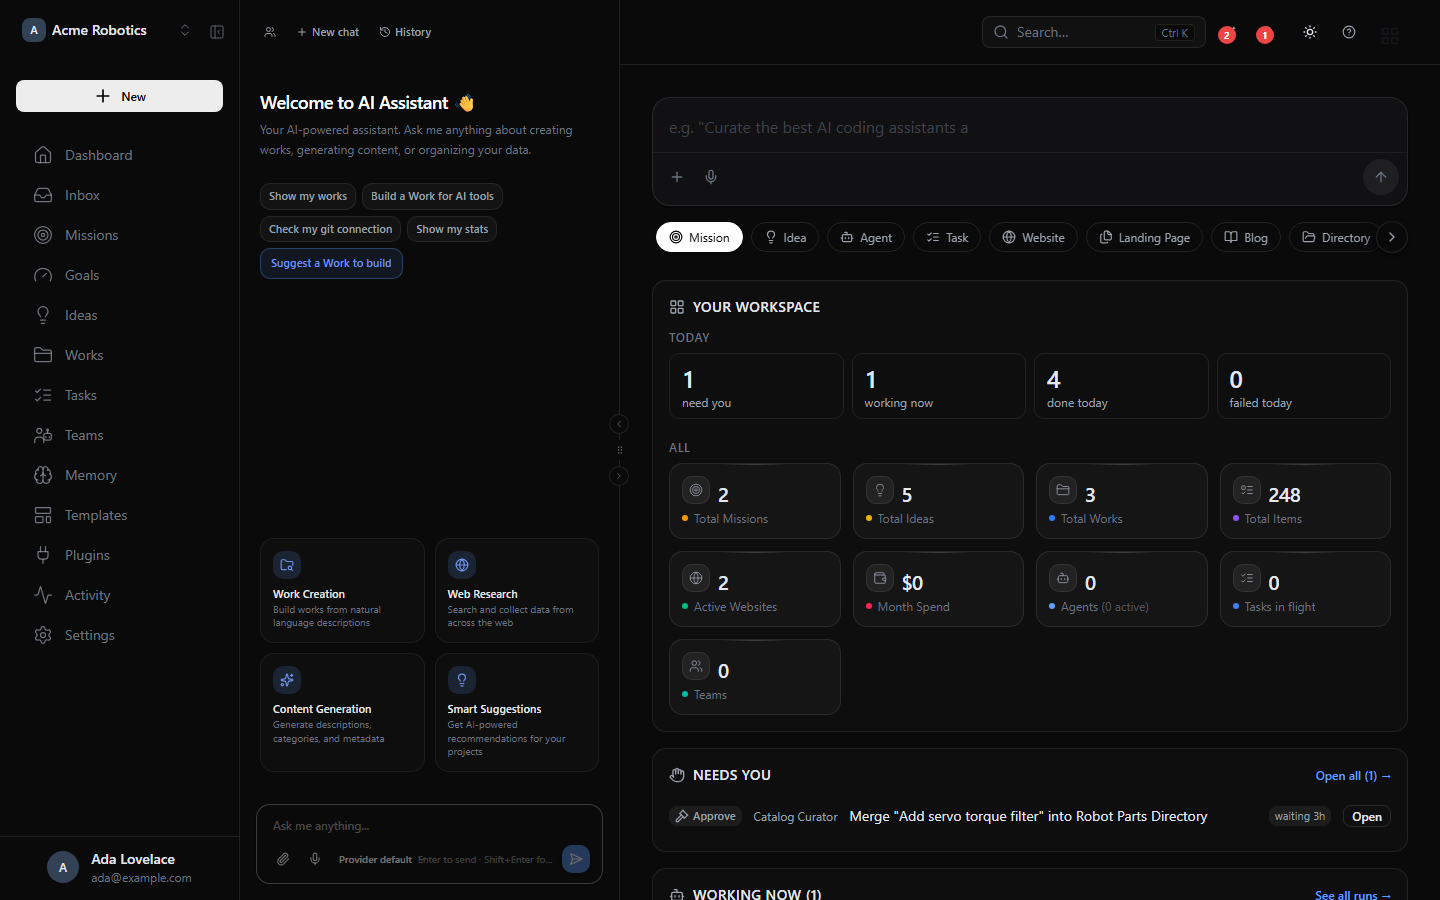 A Acme Robotics
New
Dashboard
Inbox
Missions
Goals
Ideas
Works
Tasks
Teams
Memory
Templates
Plugins
Activity
Settings
A
Ada Lovelace
ada@example.com
New chat
History
Welcome to AI Assistant 👋
Your AI-powered assistant. Ask me anything about creating
works, generating content, or organizing your data.
Show my works
Build a Work for AI tools
Check my git connection
Show my stats
Suggest a Work to build
Work Creation
Build works from natural
language descriptions
Web Research
Search and collect data from
across the web
Content Generation
Generate descriptions,
categories, and metadata
Smart Suggestions
Get AI-powered
recommendations for your
projects
Ask me anything...
Provider default Enter to send · Shift+Enter fo...
Search... Ctrl K
2
1
e.g. "Curate the best AI coding assistants a
Mission
Idea
Agent
Task
Website
Landing Page
Blog
Directory
YOUR WORKSPACE
TODAY
1
need you
1
working now
4
done today
0
failed today
ALL
2
Total Missions
5
Total Ideas
3
Total Works
248
Total Items
2
Active Websites
$0
Month Spend
0
Agents (0 active)
0
Tasks in flight
0
Teams
NEEDS YOU
Open all (1) →
Approve Catalog Curator Merge "Add servo torque filter" into Robot Parts Directory waiting 3h Open
WORKING NOW (1)
See all runs →